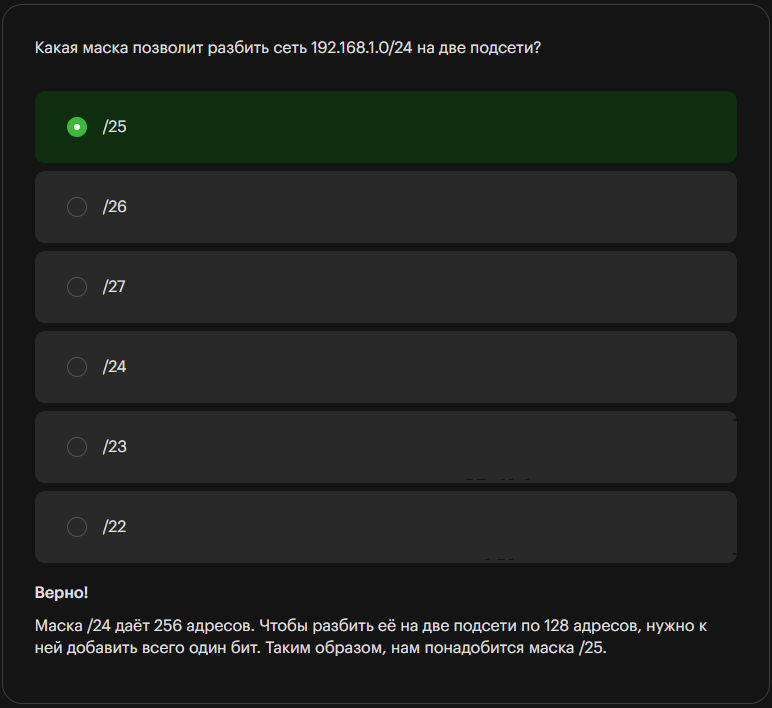 Какая маска позволит разбить сеть 192.168.1.0/24 на две подсети?
/25
/26
/27
/24
/23
/22
Верно!
Маска /24 даёт 256 адресов. Чтобы разбить её на две подсети по 128 адресов, нужно к
ней добавить всего один бит. Таким образом, нам понадобится маска /25.